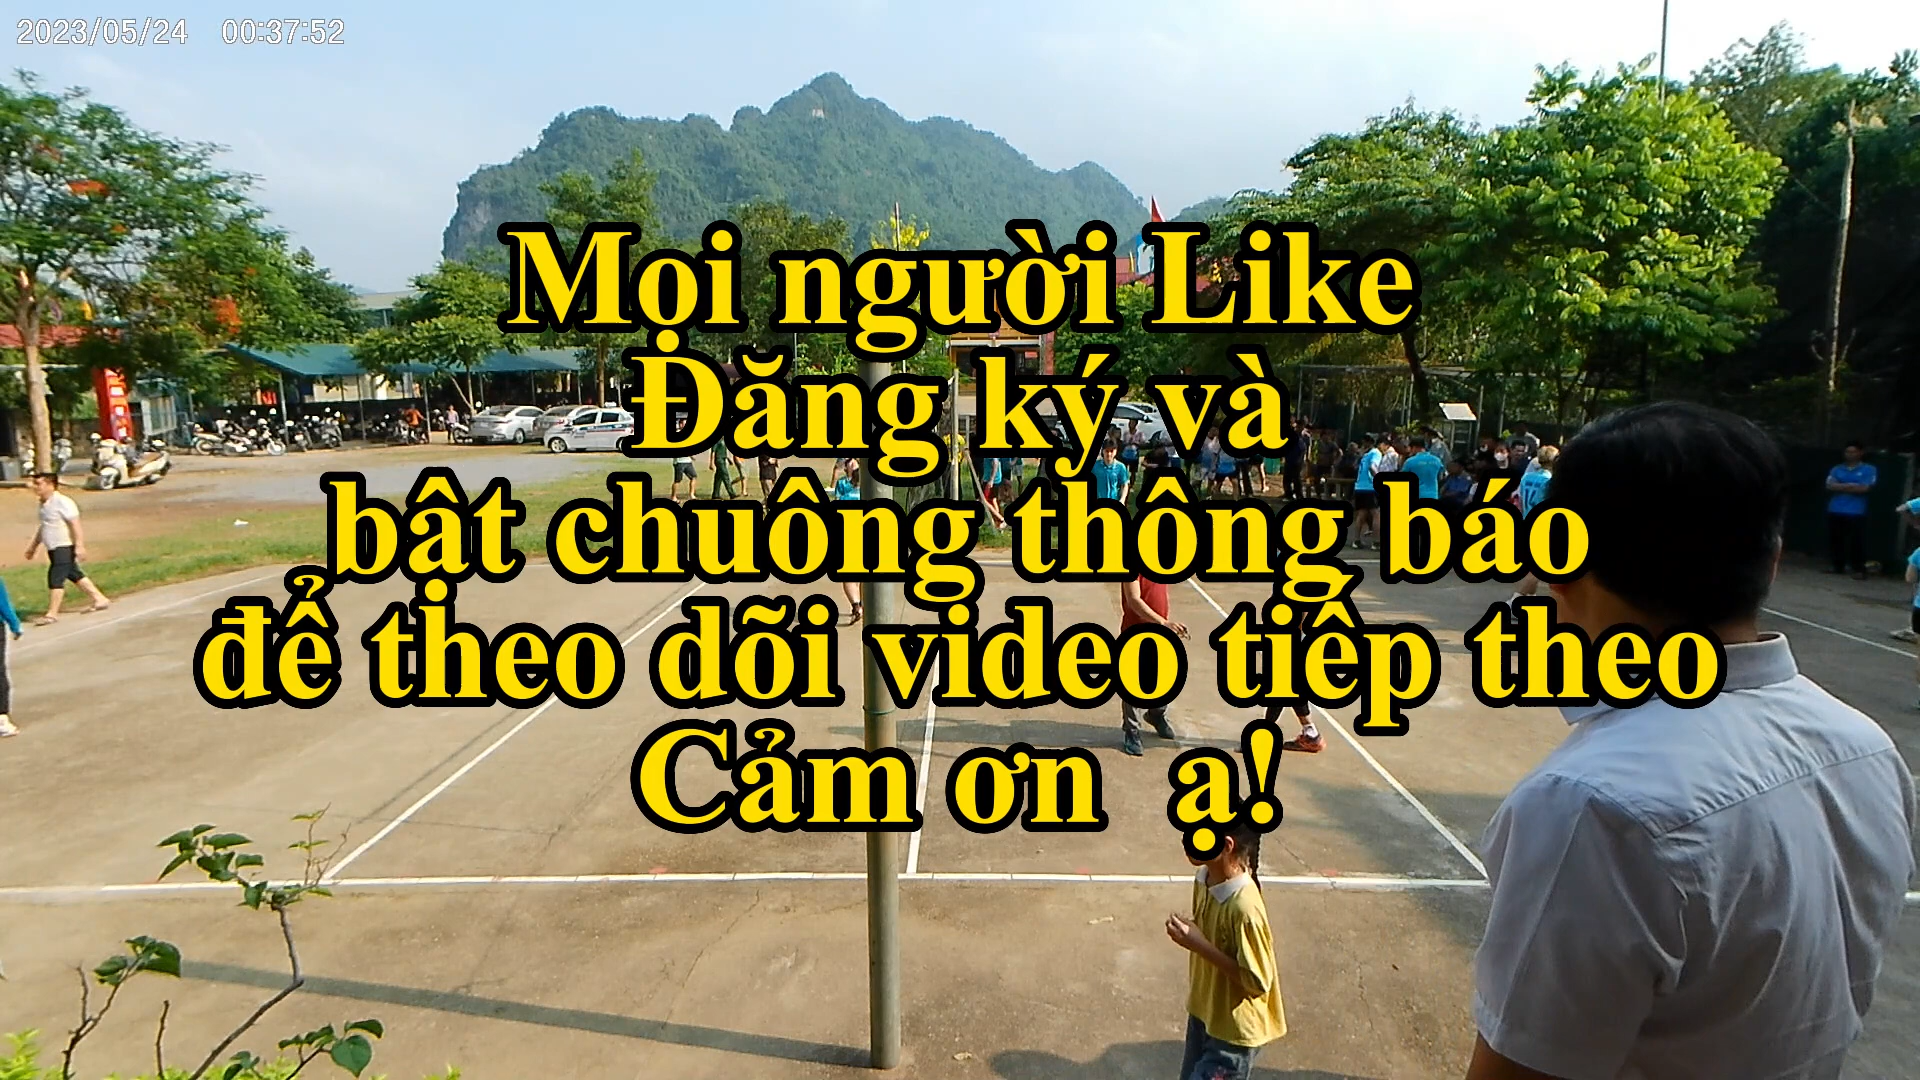 2023/05/24 00:37:52
Mọi người Like
Đăng ký và
bật chuông thông báo
để theo dõi video tiếp theo
Cảm ơn ạ!